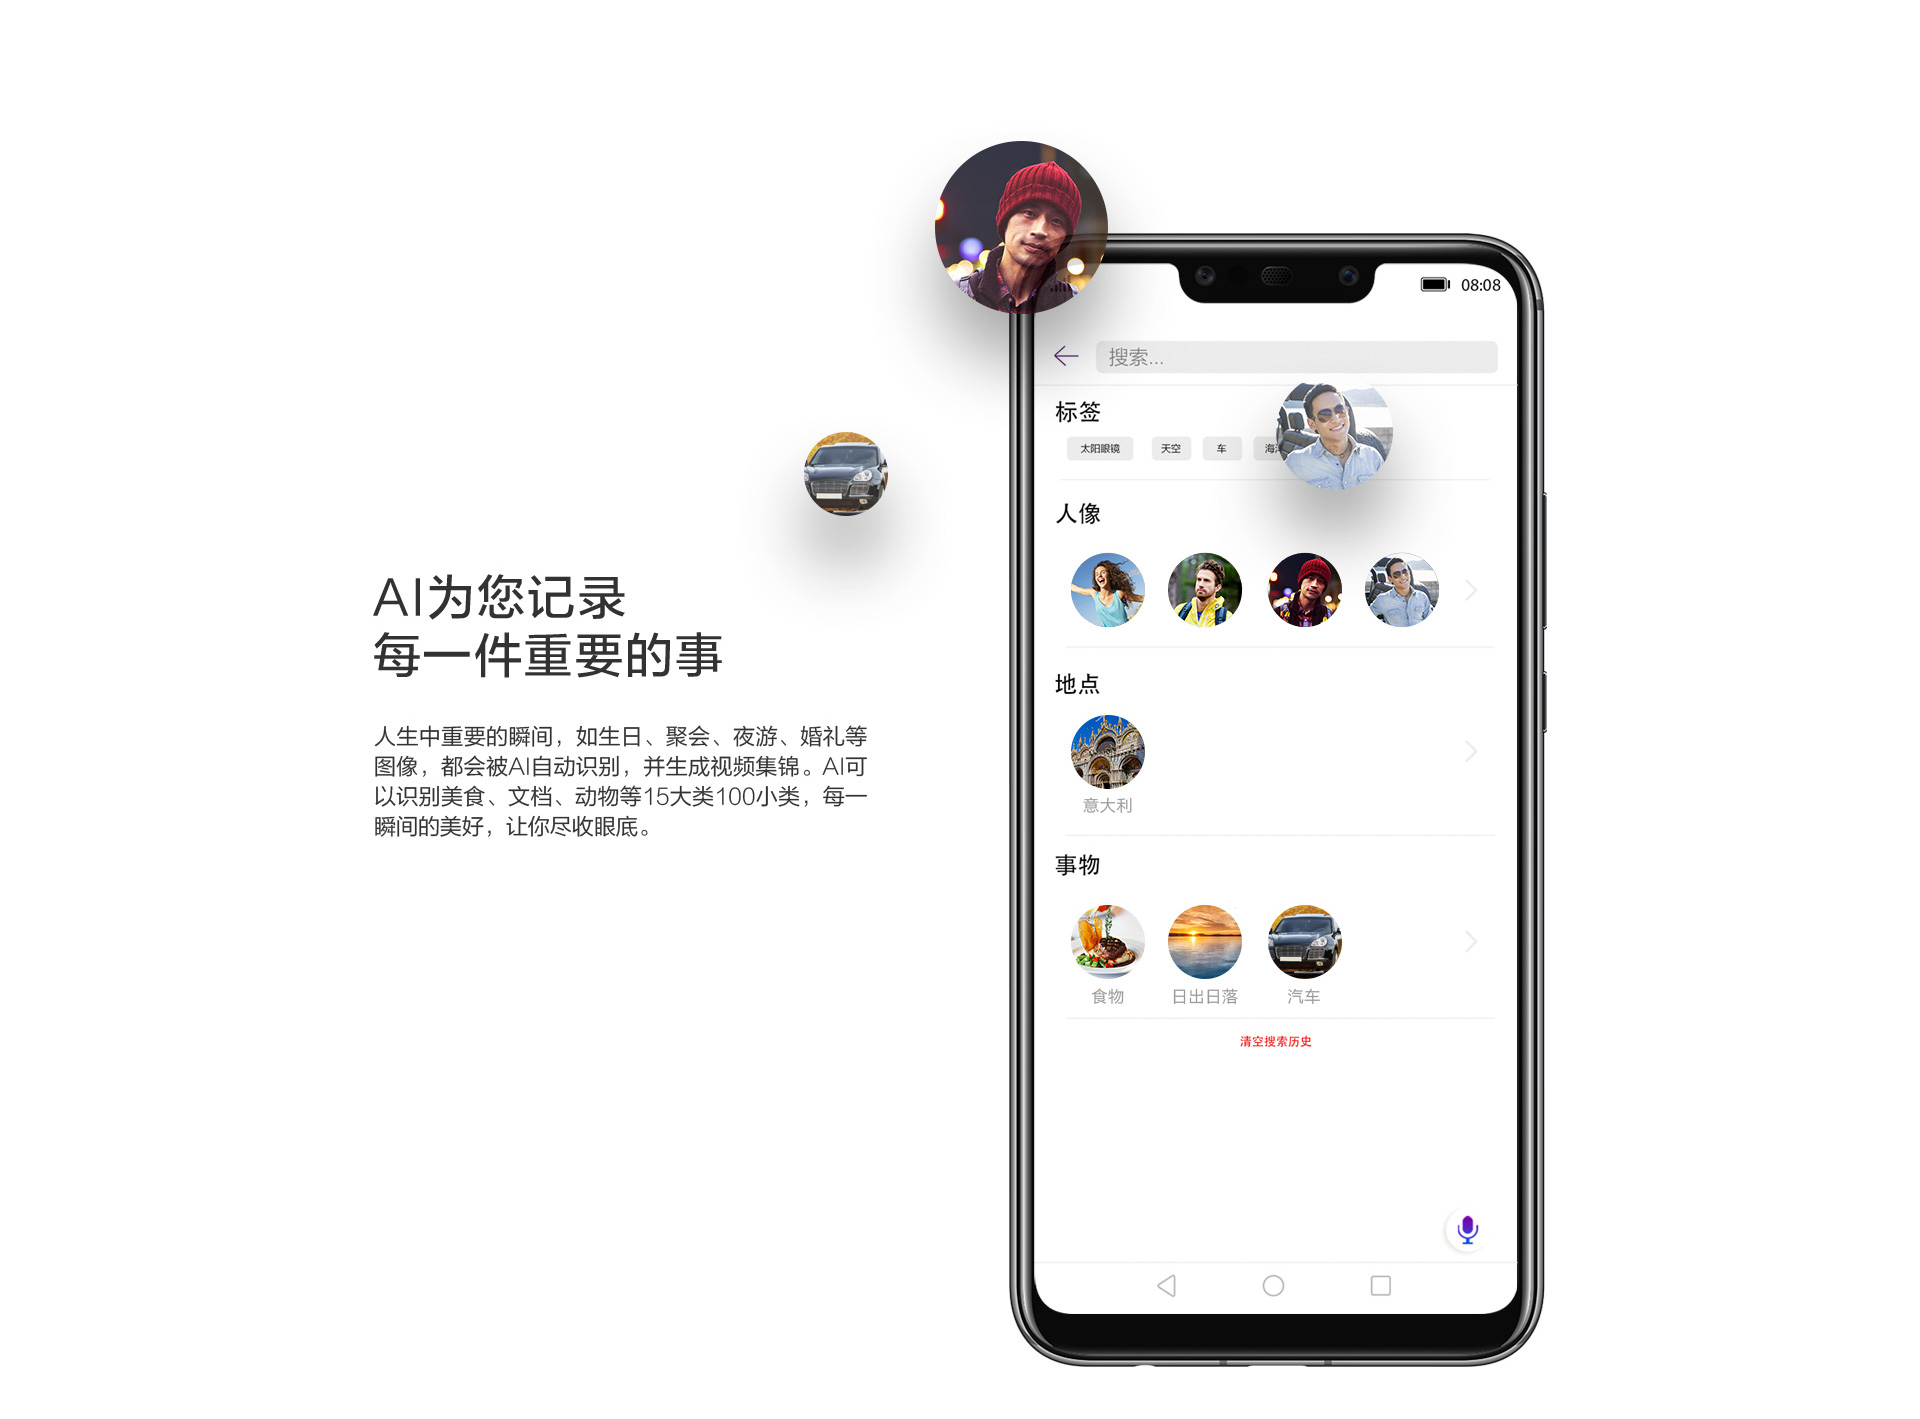 AI为您记录
每一件重要的事
人生中重要的瞬间，如生日、聚会、夜游、婚礼等
图像，都会被AI自动识别，并生成视频集锦。AI可
以识别美食、文档、动物等15大类100小类，每一
瞬间的美好，让你尽收眼底。
08:08
搜索...
标签
太阳眼镜 天空 车 海
人像
地点
意大利
事物
食物 日出日落 汽车
清空搜索历史